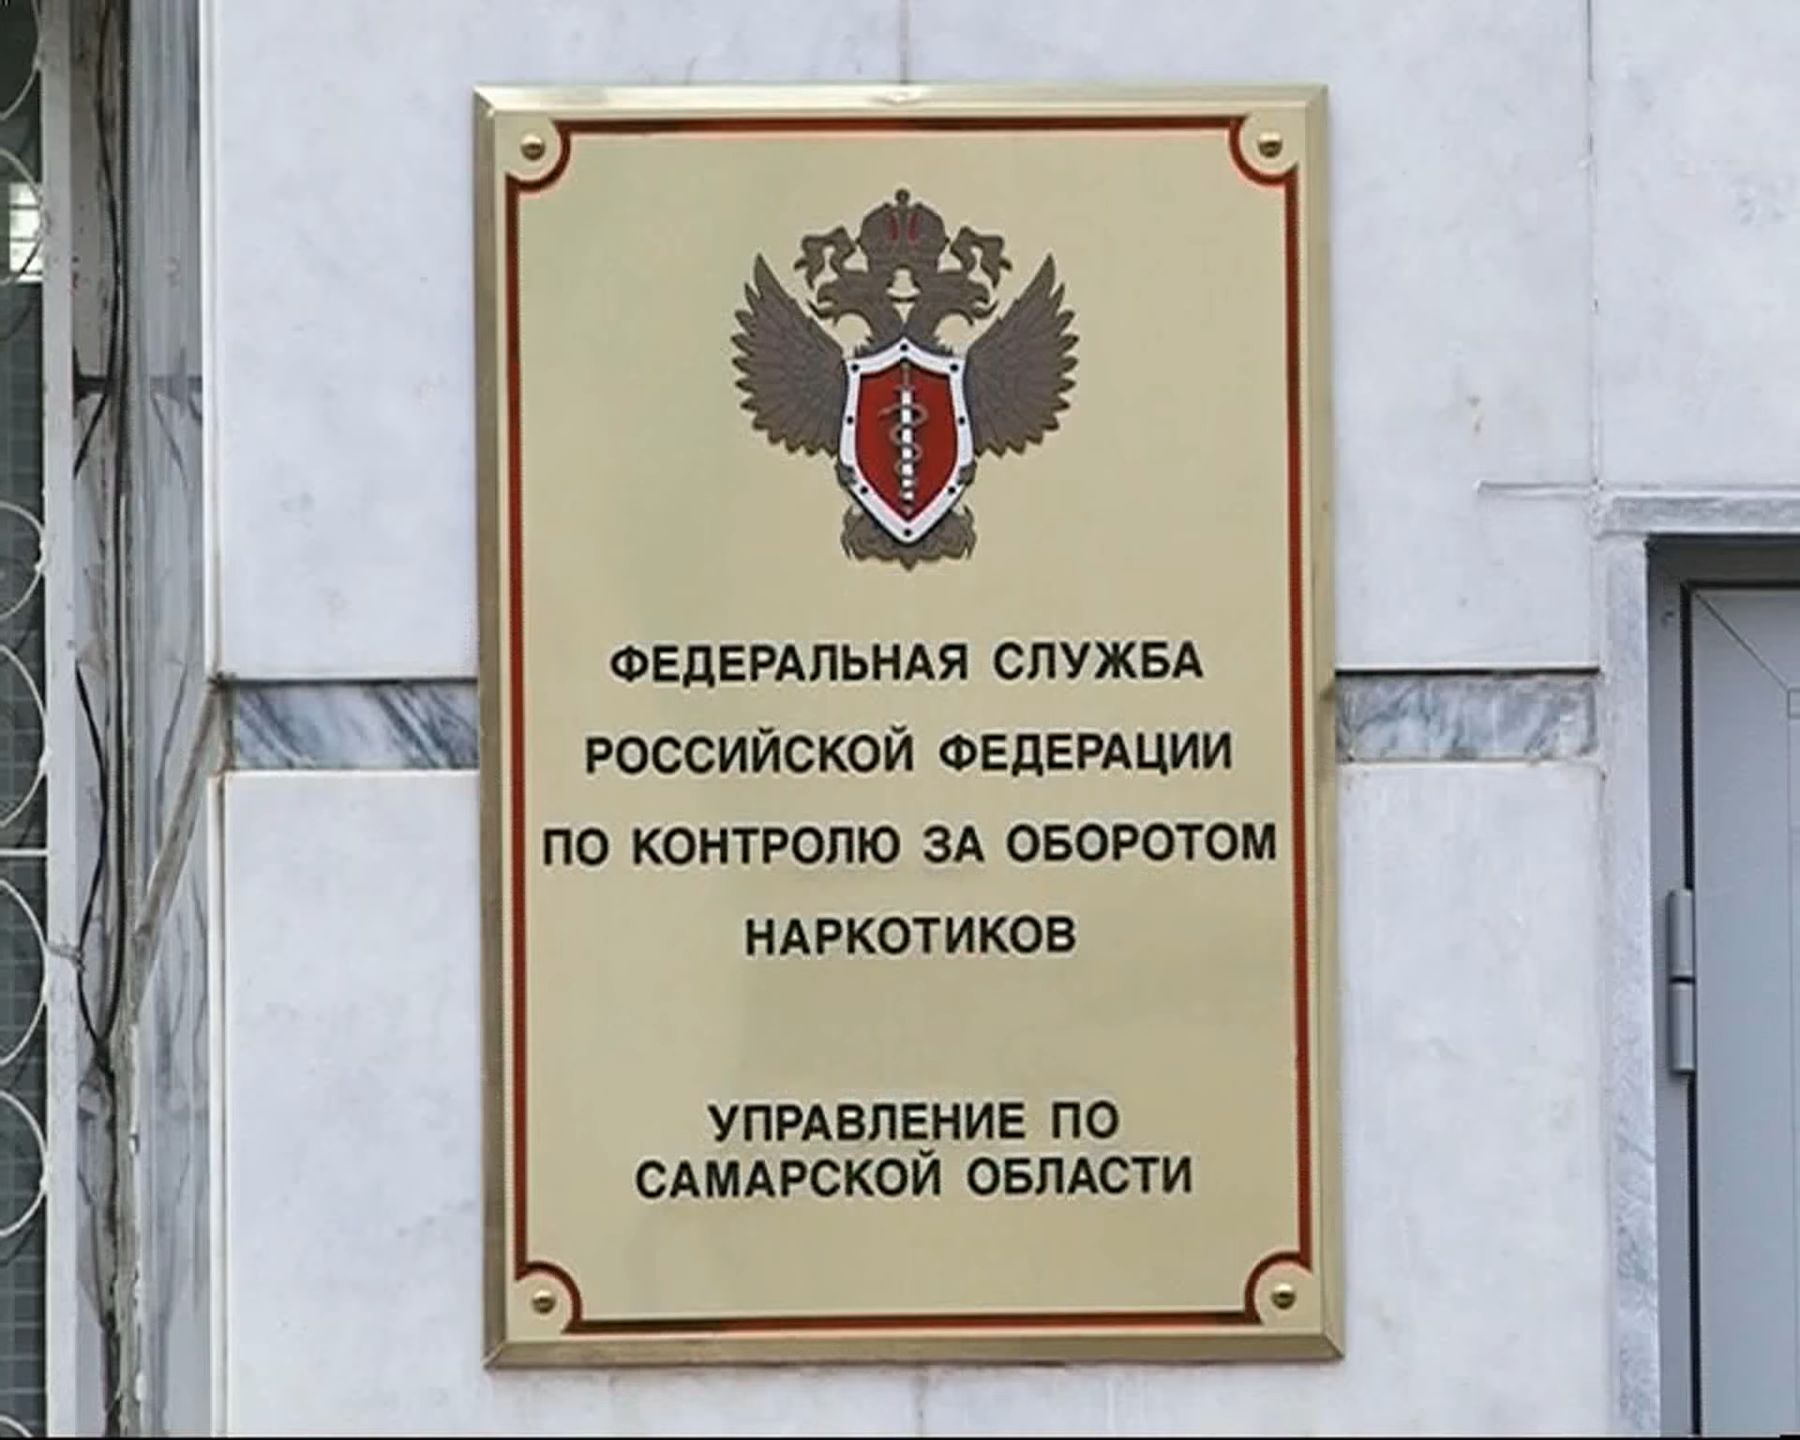 ФЕДЕРАЛЬНАЯ СЛУЖБА
РОССИЙСКОЙ ФЕДЕРАЦИИ
ПО КОНТРОЛЮ ЗА ОБОРОТОМ
НАРКОТИКОВ
УПРАВЛЕНИЕ ПО
САМАРСКОЙ ОБЛАСТИ